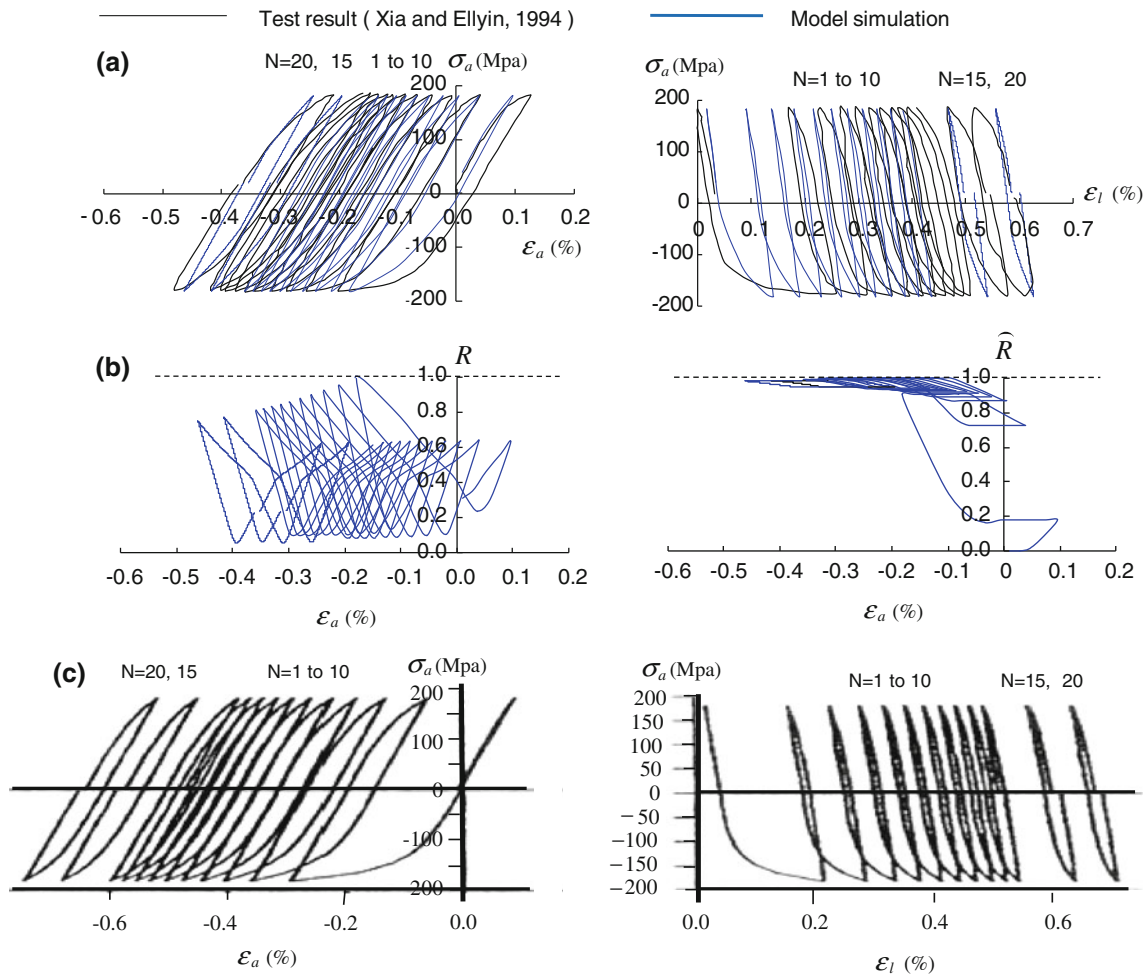 Test result ( Xia and Ellyin, 1994 )
Model simulation
(a)
N=20, 15 1 to 10 σa (Mpa)
200
100
0
-100
-200
-0.6 -0.4 -0.3 -0.2 -0.1 0.0 0.1 0.2
εa (%)
σa (Mpa)
N=1 to 10 N=15, 20
200
100
0
-100
-200
0 0.1 0.2 0.3 0.4 0.5 0.6 0.7
εl (%)
(b)
R
1.0
0.8
0.6
0.4
0.2
0.0
-0.6 -0.5 -0.4 -0.3 -0.2 -0.1 0.0 0.1 0.2
εa (%)
R̂
1.0
0.8
0.6
0.4
0.2
0.0
-0.6 -0.5 -0.4 -0.3 -0.2 -0.1 0 0.1 0.2
εa (%)
(c)
N=20, 15 N=1 to 10 σa (Mpa)
200
100
0
-100
200
-0.6 -0.4 -0.2 0.0
εa (%)
σa (Mpa)
N=1 to 10 N=15, 20
200
150
100
50
0
−50
−100
−150
−200
0.0 0.2 0.4 0.6
εl (%)